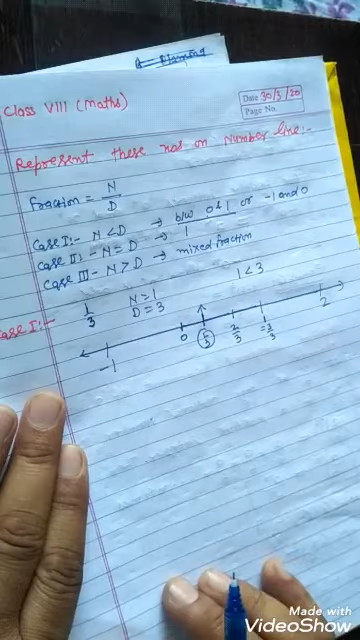 Class VIII (Maths)
Date 30/3/20
Page No.
Represent these no's on Number line:-
Fraction = N/D
Case I:- N<D → b/w 0 & 1 or -1 and 0
Case II:- N=D → 1
Case III- N>D → mixed fraction
Case I:- 1/3 N=1 1<3
D=3
-1 0 1/3 2/3 1 2
=3/3
Made with
VideoShow